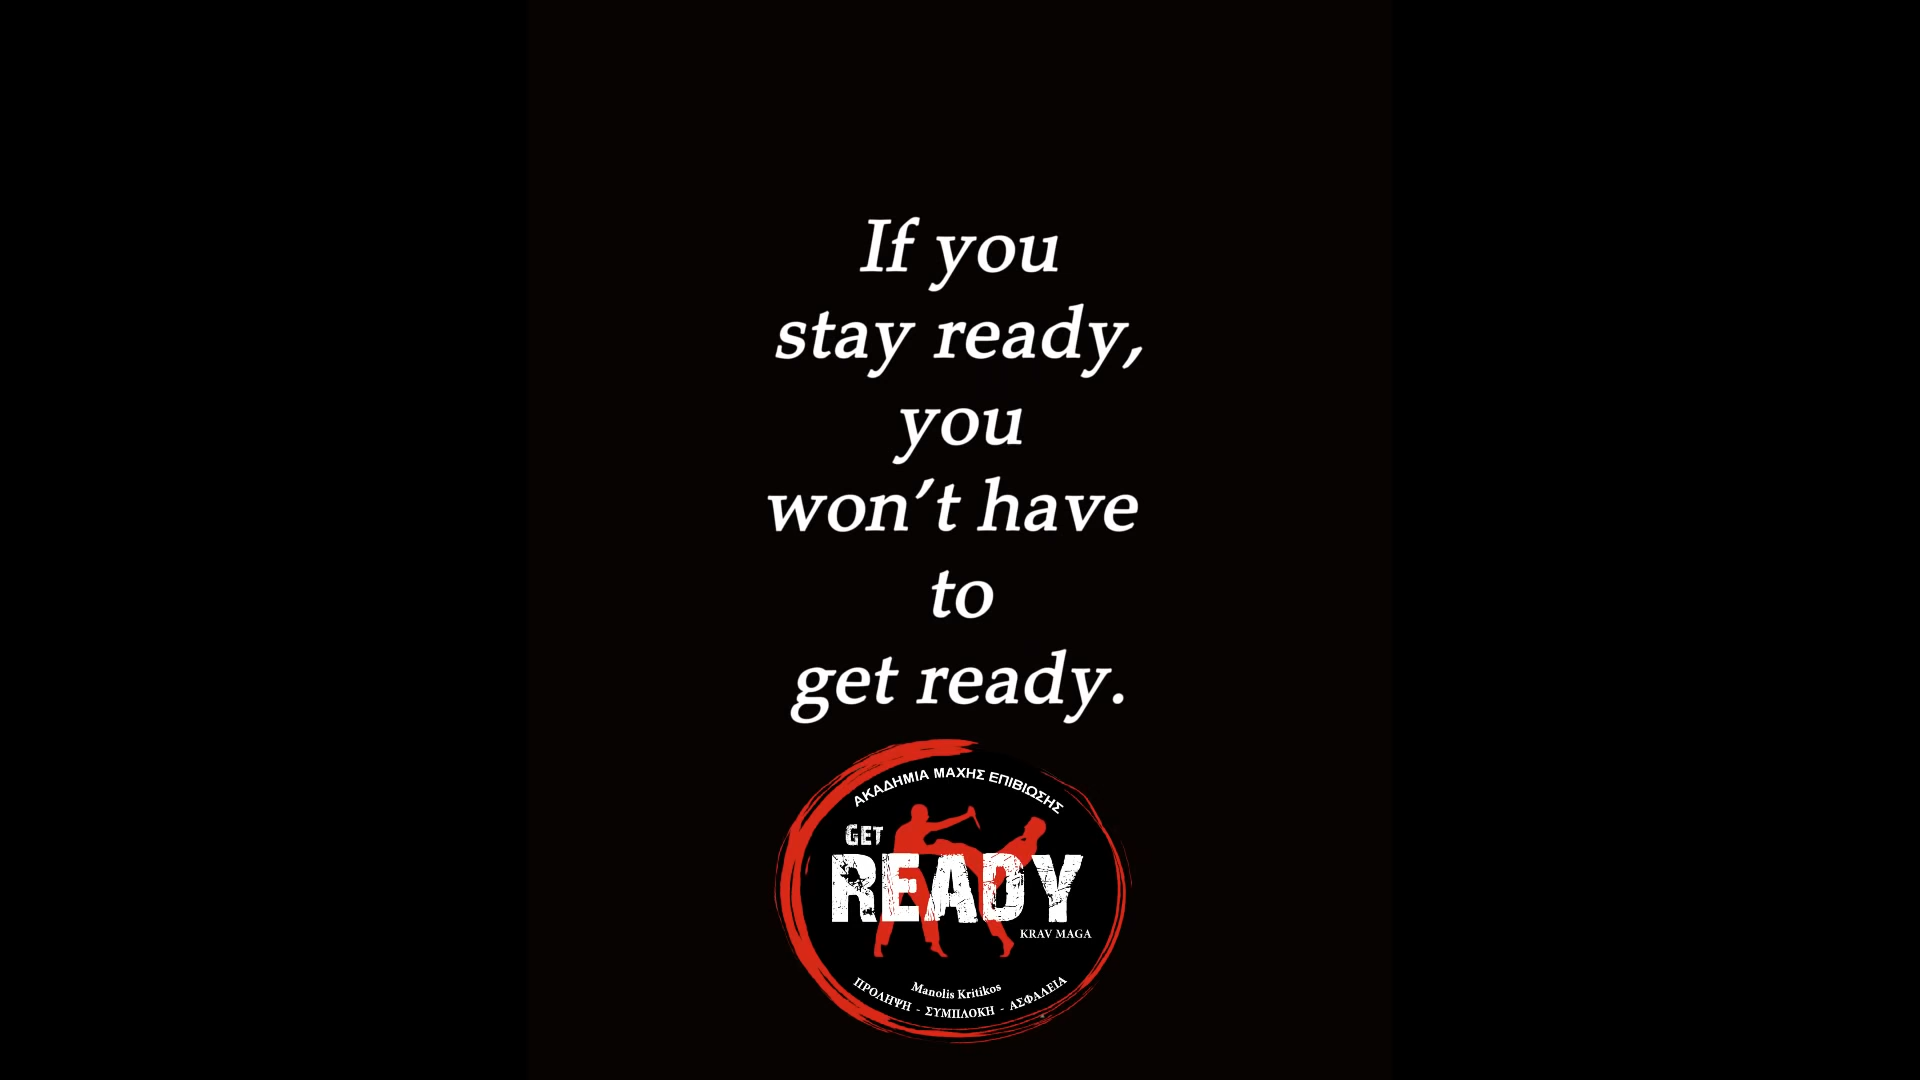 If you
stay ready,
you
won’t have
to
get ready.
ΑΚΑΔΗΜΙΑ ΜΑΧΗΣ ΕΠΙΒΙΩΣΗΣ
GET
READY
KRAV MAGA
Manolis Kritikos
ΠΡΟΛΗΨΗ - ΣΥΜΠΛΟΚΗ - ΑΣΦΑΛΕΙΑ